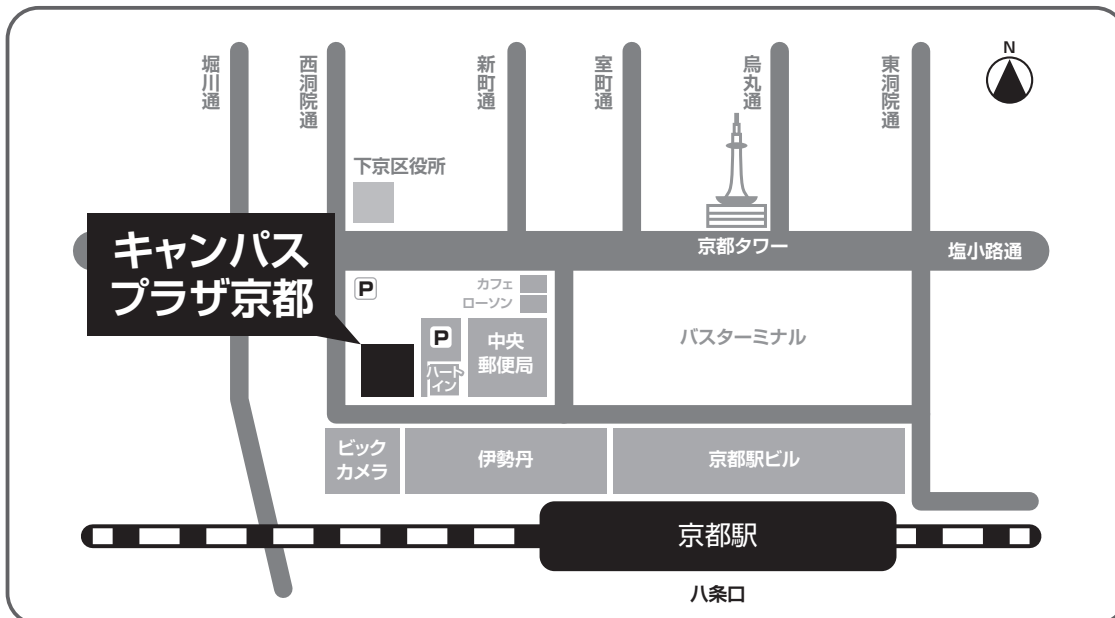 堀川通
西洞院通
新町通
室町通
烏丸通
東洞院通
N
下京区役所
キャンパス
プラザ京都
京都タワー
塩小路通
P
カフェ
ローソン
P
ハート
イン
中央
郵便局
バスターミナル
ビック
カメラ
伊勢丹
京都駅ビル
京都駅
八条口